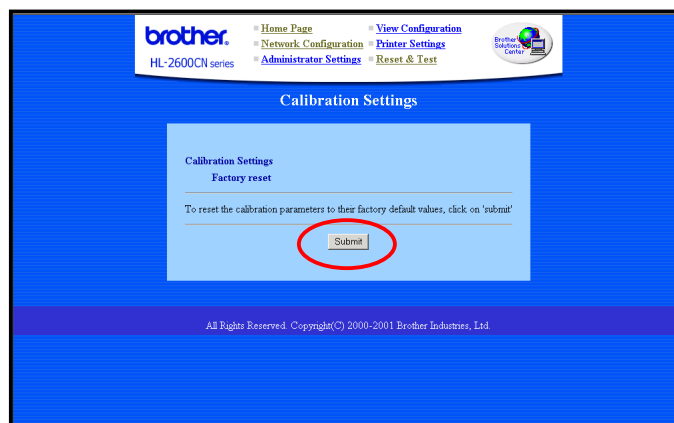 brother.
HL-2600CN series
Home Page
View Configuration
Network Configuration
Printer Settings
Administrator Settings
Reset & Test
Brother
Solutions
Center
Calibration Settings
Calibration Settings
Factory reset
To reset the calibration parameters to their factory default values, click on 'submit'
Submit
All Rights Reserved. Copyright(C) 2000-2001 Brother Industries, Ltd.